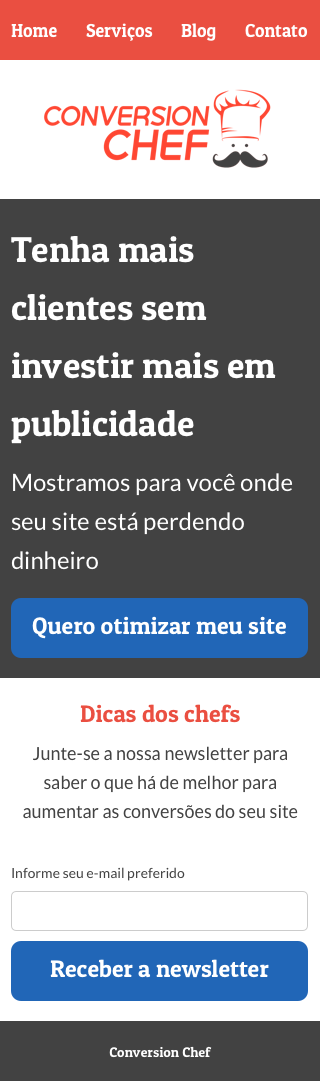 Home Serviços Blog Contato
CONVERSION
CHEF
Tenha mais
clientes sem
investir mais em
publicidade
Mostramos para você onde
seu site está perdendo
dinheiro
Quero otimizar meu site
Dicas dos chefs
Junte-se a nossa newsletter para
saber o que há de melhor para
aumentar as conversões do seu site
Informe seu e-mail preferido
Receber a newsletter
Conversion Chef